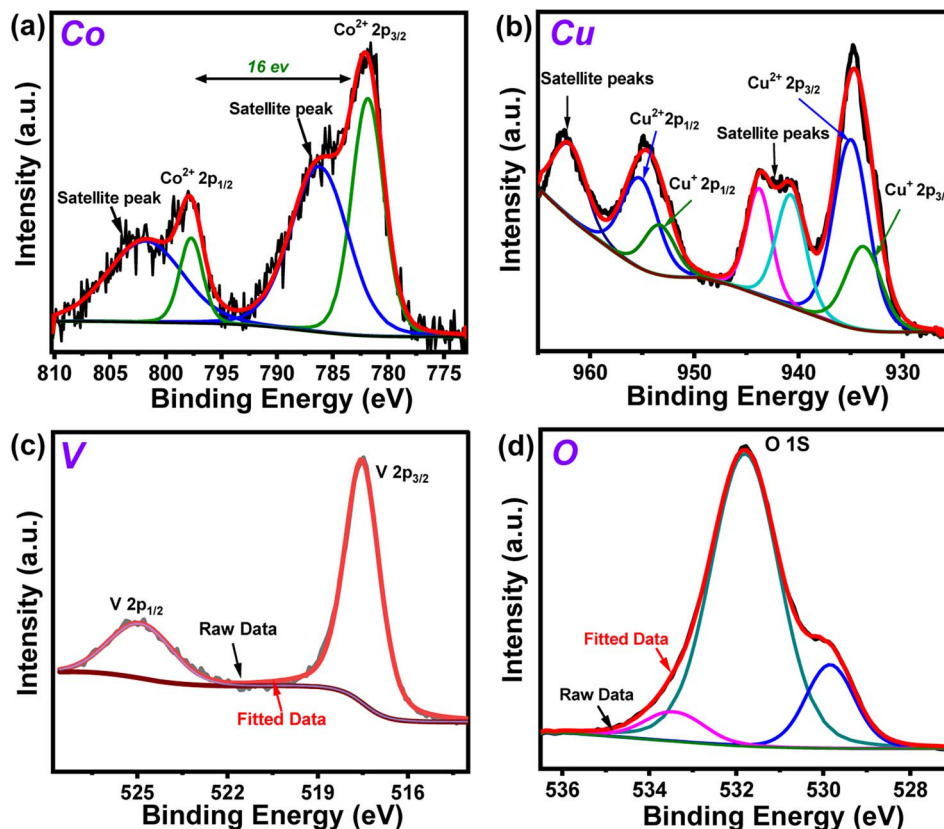 (a) Co
Co²⁺ 2p₃/₂
16 ev
Satellite peak
Co²⁺ 2p₁/₂
Satellite peak
Intensity (a.u.)
810 805 800 795 790 785 780 775
Binding Energy (eV)
(b) Cu
Cu²⁺ 2p₃/₂
Satellite peaks
Cu²⁺2p₁/₂
Satellite peaks
Cu⁺ 2p₁/₂
Cu⁺ 2p₃/₂
Intensity (a.u.)
960 950 940 930
Binding Energy (eV)
(c) V
V 2p₃/₂
V 2p₁/₂
Raw Data
Fitted Data
Intensity (a.u.)
525 522 519 516
Binding Energy (eV)
(d) O
O 1S
Fitted Data
Raw Data
Intensity (a.u.)
536 534 532 530 528
Binding Energy (eV)